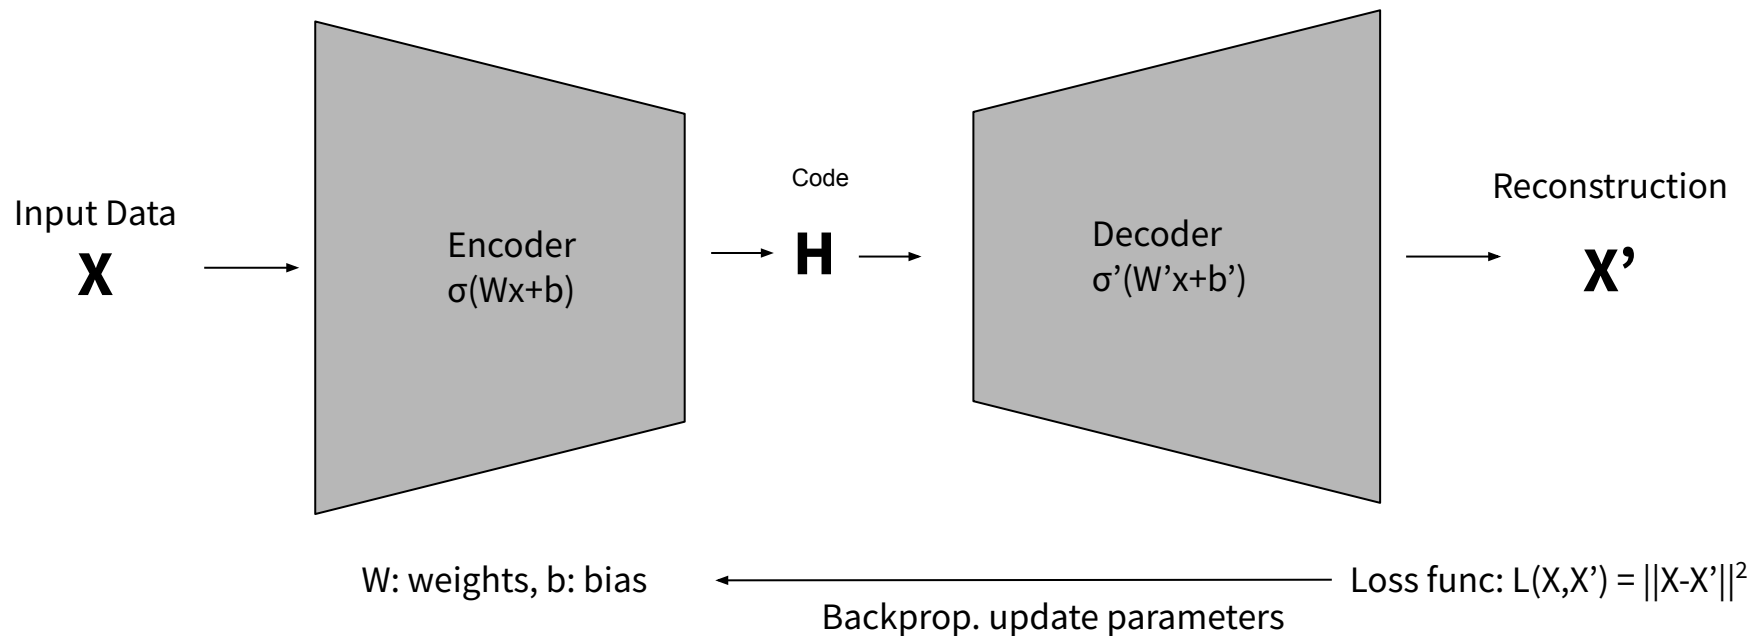 Input Data
X
Encoder
σ(Wx+b)
Code
H
Decoder
σ’(W’x+b’)
Reconstruction
X’
W: weights, b: bias
Backprop. update parameters
Loss func: L(X,X’) = ||X-X’||²